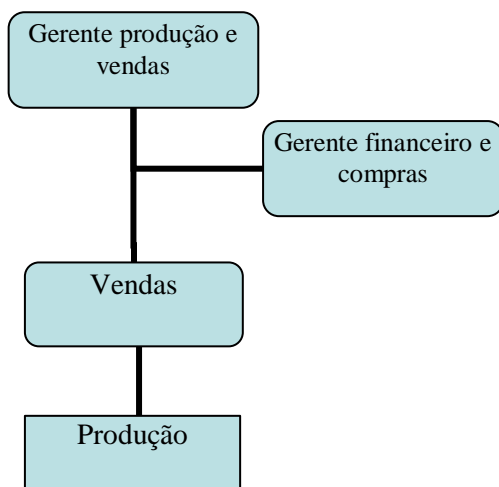 Gerente produção e
vendas
Gerente financeiro e
compras
Vendas
Produção